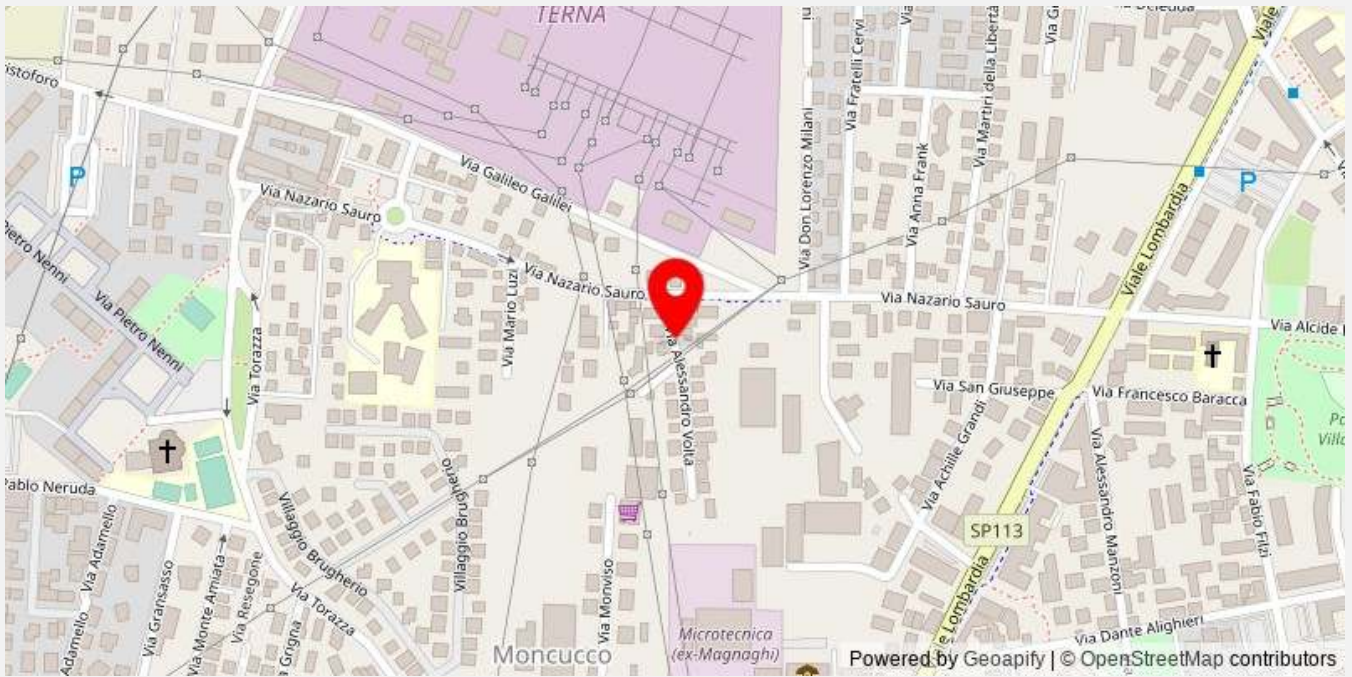 TERNA
Via Galileo Galilei
Via Nazario Sauro
Via Nazario Sauro
Via Nazario Sauro
Via Don Lorenzo Milani
Via Fratelli Cervi
Via Anna Frank
Via Martiri della Libertà
Viale Lombardia
P
P
Pietro Nenni
Via Pietro Nenni
Via Torazza
Via Mario Luzi
Via Alessandro Volta
Via San Giuseppe
Via Francesco Baracca
Via Achille Grandi
Via Alessandro Manzoni
Via Fabio Filzi
Via Alcide
Pablo Neruda
Via Adamello
Adamello
Via Gransasso
Via Monte Amiata
Via Resegone
Via Grigna
Villaggio Brugherio
Villaggio Brugherio
Via Torazza
Via Monviso
Moncucco
Microtecnica
(ex-Magnaghi)
SP113
Via Dante Alighieri
Powered by Geoapify | © OpenStreetMap contributors